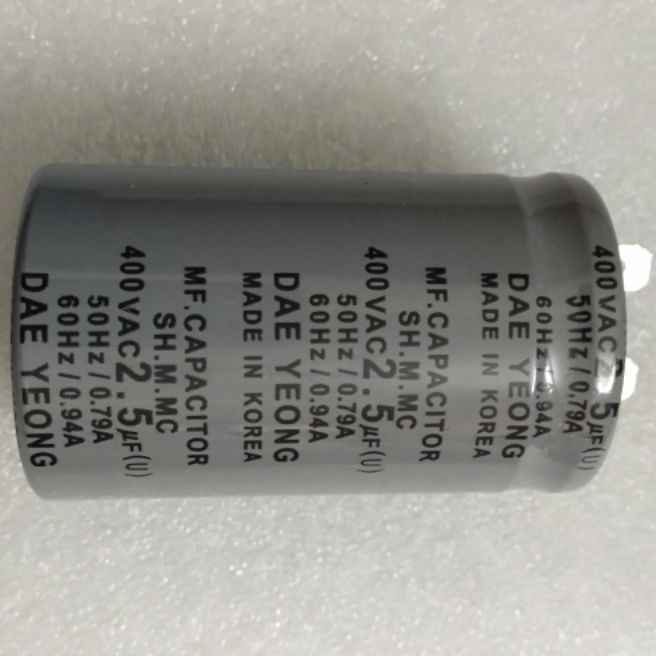 400VAC2.5µF(U)
50Hz / 0.79A
60Hz / 0.94A
DAE YEONG
MADE IN KOREA
MF.CAPACITOR
SH.M.MC
400VAC2.5µF(U)
50Hz / 0.79A
60Hz / 0.94A
DAE YEONG
MADE IN KOREA
MF.CAPACITOR
SH.M.MC
400VAC2.5µF(U)
50Hz / 0.79A
60Hz / 0.94A
DAE YEONG